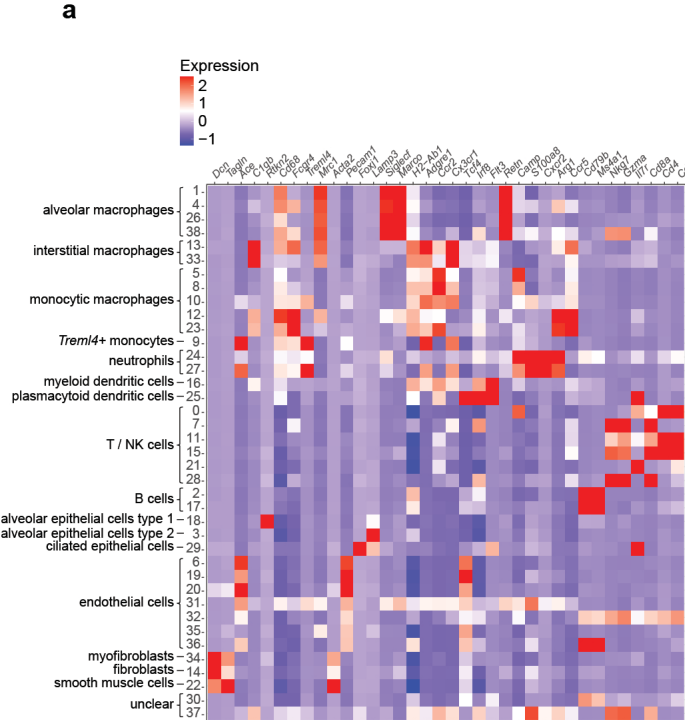 a
Expression
2
1
0
−1
Dcn Tagln Ace C1qb Rtkn2 Cd68 Fcgr4 Treml4 Mrc1 Acta2 Pecam1 Foxj1 Lamp3 Siglecf Marco H2−Ab1 Adgre1 Ccr2 Cx3cr1 Tcf4 Irf8 Flt3 Retn Camp S100a8 Cxcr2 Arg1 Ccr5 Cd79b Ms4a1 Nkg7 Gzma Il7r Cd8a Cd4
alveolar macrophages
1
4
26
38
interstitial macrophages
13
33
monocytic macrophages
5
8
10
12
23
Treml4+ monocytes 9
neutrophils
24
27
myeloid dendritic cells 16
plasmacytoid dendritic cells 25
T / NK cells
0
7
11
15
21
28
B cells
2
17
alveolar epithelial cells type 1 18
alveolar epithelial cells type 2 3
ciliated epithelial cells 29
endothelial cells
6
19
20
31
32
35
36
myofibroblasts 34
fibroblasts 14
smooth muscle cells 22
unclear
30
37